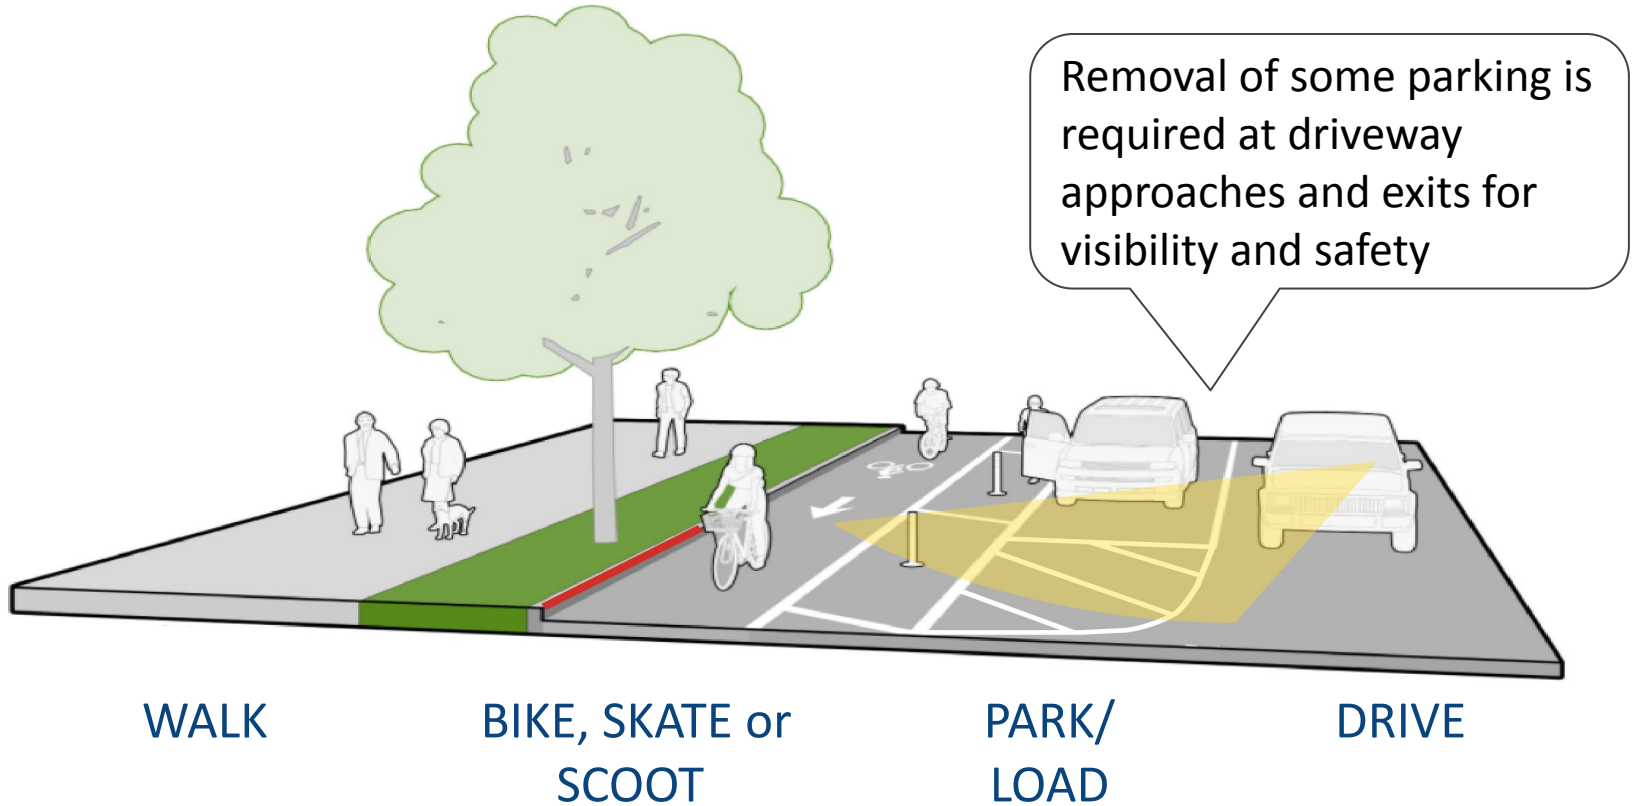 Removal of some parking is
required at driveway
approaches and exits for
visibility and safety
WALK
BIKE, SKATE or
SCOOT
PARK/
LOAD
DRIVE